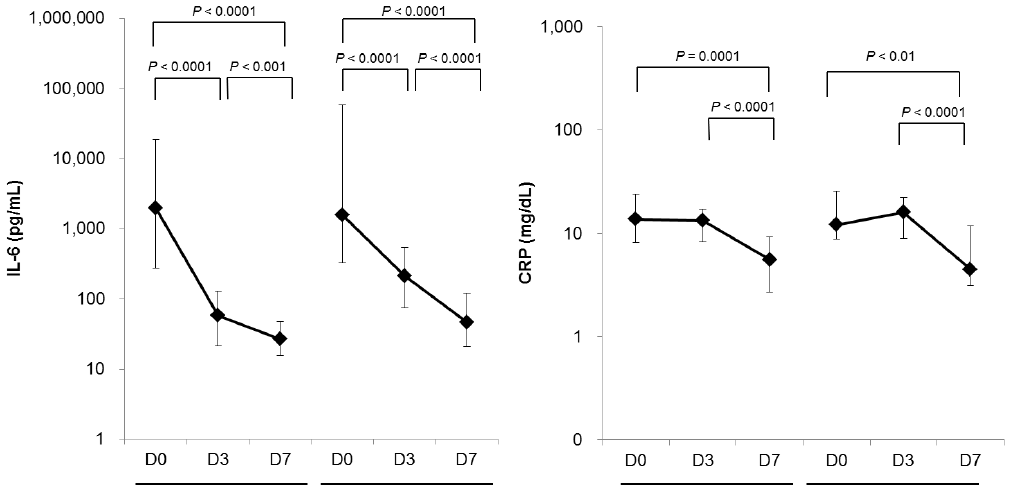 P < 0.0001
P < 0.0001
P < 0.0001 P < 0.001
P < 0.0001 P < 0.0001
1,000,000
100,000
10,000
1,000
100
10
1
IL-6 (pg/mL)
D0 D3 D7 D0 D3 D7
P = 0.0001 P < 0.01
P < 0.0001
P < 0.0001
1,000
100
10
1
0
CRP (mg/dL)
D0 D3 D7 D0 D3 D7